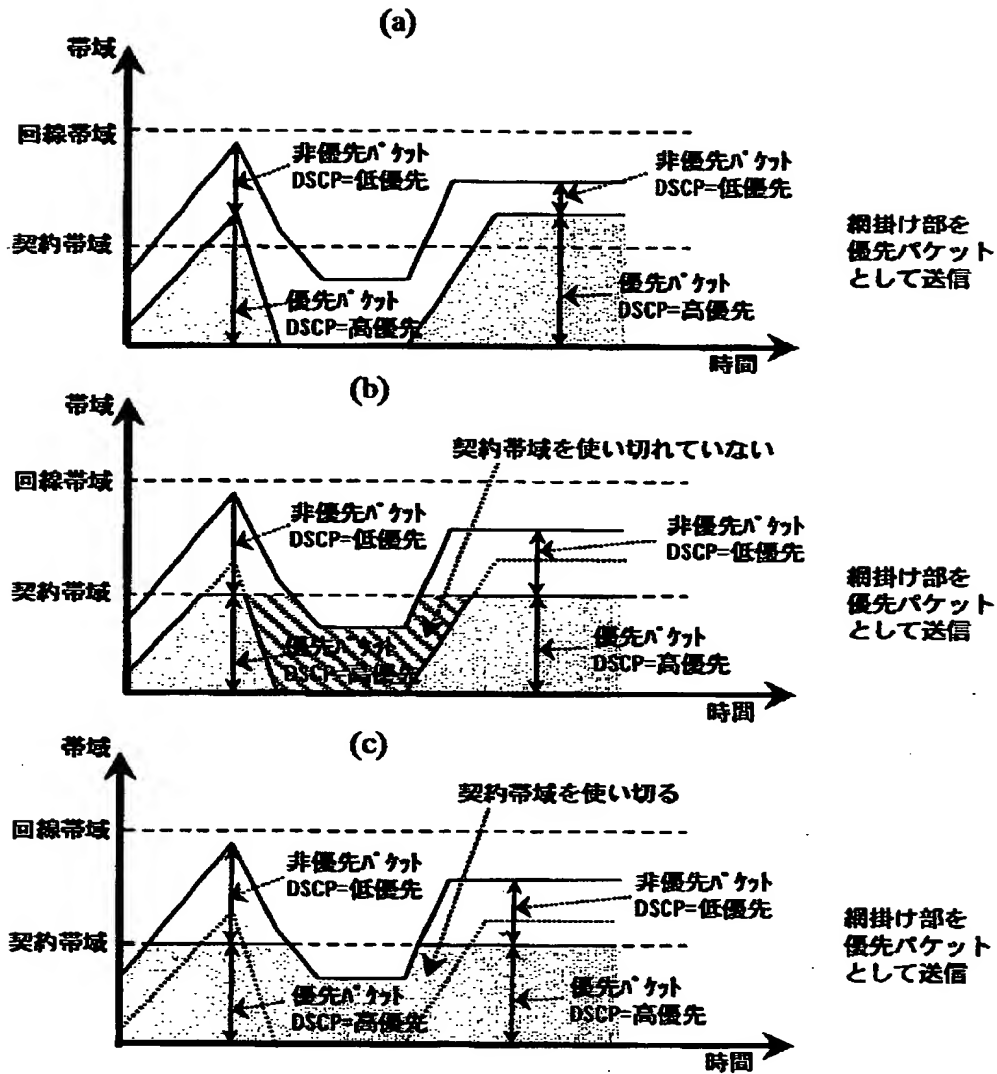 (a)
帯域
回線帯域
非優先ﾊﾟｹｯﾄ
DSCP=低優先
非優先ﾊﾟｹｯﾄ
DSCP=低優先
契約帯域
優先ﾊﾟｹｯﾄ
DSCP=高優先
優先ﾊﾟｹｯﾄ
DSCP=高優先
網掛け部を
優先パケット
として送信
時間
(b)
帯域
契約帯域を使い切れていない
回線帯域
非優先ﾊﾟｹｯﾄ
DSCP=低優先
非優先ﾊﾟｹｯﾄ
DSCP=低優先
契約帯域
優先ﾊﾟｹｯﾄ
DSCP=高優先
優先ﾊﾟｹｯﾄ
DSCP=高優先
網掛け部を
優先パケット
として送信
時間
(c)
帯域
契約帯域を使い切る
回線帯域
非優先ﾊﾟｹｯﾄ
DSCP=低優先
非優先ﾊﾟｹｯﾄ
DSCP=低優先
契約帯域
優先ﾊﾟｹｯﾄ
DSCP=高優先
優先ﾊﾟｹｯﾄ
DSCP=高優先
網掛け部を
優先パケット
として送信
時間